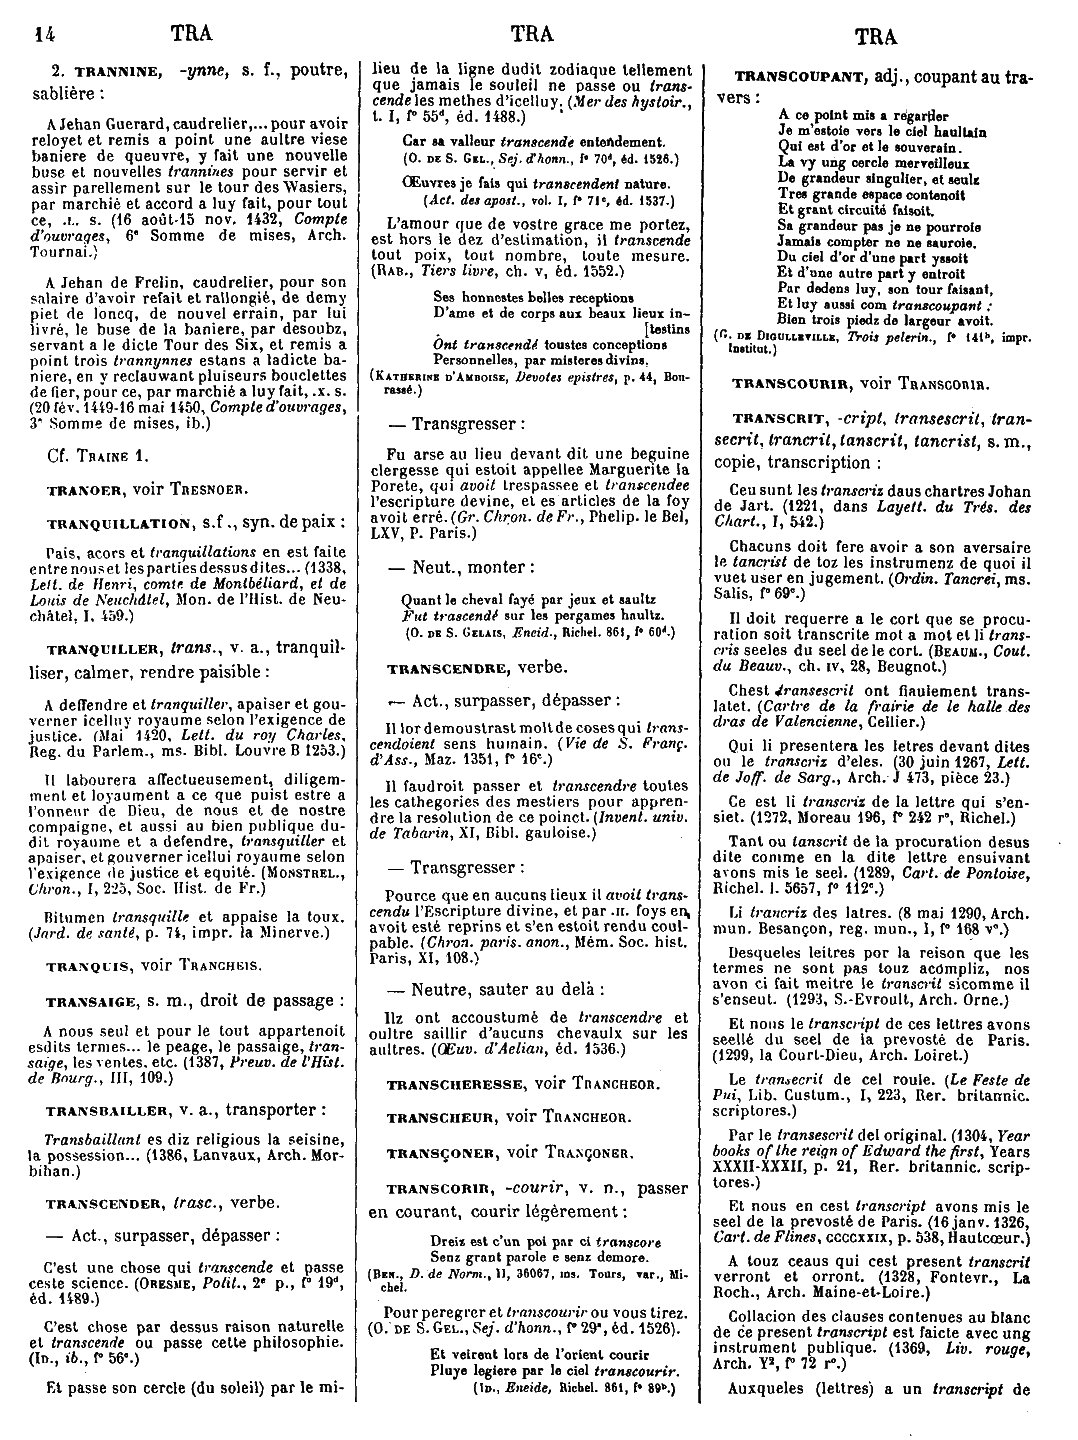 14 TRA TRA TRA
2. TRANNINE, -ynne, s. f., poutre,
sablière :
A Jehan Guerard, caudrelier,... pour avoir
reloyet et remis a point une aultre viese
baniere de queuvre, y fait une nouvelle
buse et nouvelles trannines pour servir et
assir parellement sur le tour des Wasiers,
par marchié et accord a luy fait, pour tout
ce, .L. s. (16 août-15 nov. 1432, Compte
d'ouvrages, 6e Somme de mises, Arch.
Tournai.)
A Jehan de Frelin, caudrelier, pour son
salaire d'avoir refait et rallongié, de demy
piet de loncq, de nouvel errain, par lui
livré, le buse de la baniere, par desoubz,
servant a le dicte Tour des Six, et remis a
point trois trannynnes estans a ladicte ba-
niere, en y reclauwant pluiseurs bouclettes
de fier, pour ce, par marchié a luy fait, .x. s.
(20 fév. 1449-16 mai 1450, Compte d'ouvrages,
3e Somme de mises, ib.)
Cf. TRAINE 1.
TRANOER, voir TRESNOER.
TRANQUILLATION, s.f., syn. de paix :
Pais, acors et tranquillations en est faite
entre nous et les parties dessus dites... (1338,
Lett. de Henri, comte de Montbéliard, et de
Louis de Neuchâtel, Mon. de l'Hist. de Neu-
châtel, I, 459.)
TRANQUILLER, trans., v. a., tranquil-
liser, calmer, rendre paisible :
A deffendre et tranquiller, apaiser et gou-
verner icelluy royaume selon l'exigence de
justice. (Mai 1420, Lett. du roy Charles,
Reg. du Parlem., ms. Bibl. Louvre B 1253.)
Il labourera affectueusement, diligem-
ment et loyaument a ce que puist estre a
l'onneur de Dieu, de nous et de nostre
compaigne, et aussi au bien publique du-
dit royaume et a defendre, transquiller et
apaiser, et gouverner icellui royaume selon
l'exigence de justice et equité. (MONSTREL.,
Chron., I, 225, Soc. Hist. de Fr.)
Bitumen transquille et appaise la toux.
(Jard. de santé, p. 74, impr. la Minerve.)
TRANQUIS, voir TRANCHEIS.
TRANSAIGE, s. m., droit de passage :
A nous seul et pour le tout appartenoit
esdits termes... le peage, le passaige, tran-
saige, les ventes, etc. (1387, Preuv. de l'Hist.
de Bourg., III, 109.)
TRANSBAILLER, v. a., transporter :
Transbaillant es diz religious la seisine,
la possession... (1386, Lanvaux, Arch. Mor-
bihan.)
TRANSCENDER, trasc., verbe.
— Act., surpasser, dépasser :
C'est une chose qui transcende et passe
ceste science. (ORESME, Polit., 2e p., f° 19d,
éd. 1489.)
C'est chose par dessus raison naturelle
et transcende ou passe cette philosophie.
(ID., ib., f° 56e.)
Et passe son cercle (du soleil) par le mi-
lieu de la ligne dudit zodiaque tellement
que jamais le souleil ne passe ou trans-
cende les methes d'icelluy. (Mer des hystoir.,
t. I, f° 55d, éd. 1488.)
Car sa valleur transcende entendement.
(O. DE S. GEL., Sej. d'honn., f° 70d, éd. 1526.)
Œuvres je fais qui transcendent nature.
(Act. des apost., vol. I, f° 71c, éd. 1537.)
L'amour que de vostre grace me portez,
est hors le dez d'estimation, il transcende
tout poix, tout nombre, toute mesure.
(RAB., Tiers livre, ch. v, éd. 1552.)
Ses honnestes belles receptions
D'ame et de corps aux beaux lieux in-
[testins
Ont transcendé toustes conceptions
Personnelles, par misteres divins.
(KATHERINE D'AMBOISE, Devotes epistres, p. 44, Bou-
rassé.)
— Transgresser :
Fu arse au lieu devant dit une beguine
clergesse qui estoit appellee Marguerite la
Porete, qui avoit trespassee et transcendee
l'escripture devine, et es articles de la foy
avoit erré. (Gr. Chron. de Fr., Phelip. le Bel,
LXV, P. Paris.)
— Neut., monter :
Quant le cheval fayé par jeux et saultz
Fut trascendé sur les pergames haultz.
(O. DE S. GELAIS, Eneid., Richel. 861, f° 60d.)
TRANSCENDRE, verbe.
— Act., surpasser, dépasser :
Il lor demoustrast molt de coses qui trans-
cendoient sens humain. (Vie de S. Franç.
d'Ass., Maz. 1351, f° 16c.)
Il faudroit passer et transcendre toutes
les cathegories des mestiers pour appren-
dre la resolution de ce poinct. (Invent. univ.
de Tabarin, XI, Bibl. gauloise.)
— Transgresser :
Pource que en aucuns lieux il avoit trans-
cendu l'Escripture divine, et par .II. foys en
avoit esté reprins et s'en estoit rendu coul-
pable. (Chron. paris. anon., Mém. Soc. hist.
Paris, XI, 108.)
— Neutre, sauter au delà :
Ilz ont accoustumé de transcendre et
oultre saillir d'aucuns chevaulx sur les
aultres. (Œuv. d'Aelian, éd. 1536.)
TRANSCHERESSE, voir TRANCHEOR.
TRANSCHEUR, voir TRANCHEOR.
TRANSÇONER, voir TRANÇONER.
TRANSCORIR, -courir, v. n., passer
en courant, courir légèrement :
Dreiz est c'un poi par ci transcore
Senz grant parole e senz demore.
(BEN., D. de Norm., II, 36067, ms. Tours, var., Mi-
chel.
Pour peregrer et transcourir ou vous tirez.
(O. DE S. GEL., Sej. d'honn., f° 29a, éd. 1526).
Et veirent lors de l'orient courir
Pluye legiere par le ciel transcourir.
(ID., Eneide, Richel. 861, f° 89b.)
TRANSCOUPANT, adj., coupant au tra-
vers :
A ce point mis a regarder
Je m'estoie vers le ciel haultain
Qui est d'or et le souverain.
La vy ung cercle merveilleux
De grandeur singulier, et seulz
Tres grande espace contenoit
Et grant circuité faisoit.
Sa grandeur pas je ne pourroie
Jamais compter ne ne sauroie.
Du ciel d'or d'une part yssoit
Et d'une autre part y entroit
Par dedens luy, son tour faisant,
Et luy aussi com transcoupant :
Bien trois piedz de largeur avoit.
(G. DE DIGULLEVILLE, Trois pelerin., f° 141b, impr.
Institut.)
TRANSCOURIR, voir TRANSCORIR.
TRANSCRIT, -cript, transescrit, tran-
secrit, trancrit, tanscrit, tancrist, s. m.,
copie, transcription :
Ceu sunt les transcriz daus chartres Johan
de Jart. (1221, dans Layett. du Trés. des
Chart., I, 542.)
Chacuns doit fere avoir a son aversaire
le tancrist de toz les instrumenz de quoi il
vuet user en jugement. (Ordin. Tancrei, ms.
Salis, f° 69c.)
Il doit requerre a le cort que se procu-
ration soit transcrite mot a mot et li trans-
cris seeles du seel de le cort. (BEAUM., Cout.
du Beauv., ch. IV, 28, Beugnot.)
Chest transescrit ont fiaulement trans-
latet. (Cartre de la frairie de le halle des
dras de Valencienne, Cellier.)
Qui li presentera les letres devant dites
ou le transcriz d'eles. (30 juin 1267, Lett.
de Joff. de Sarg., Arch. J 473, pièce 23.)
Ce est li transcriz de la lettre qui s'en-
siet. (1272, Moreau 196, f° 242 r°, Richel.)
Tant ou tanscrit de la procuration desus
dite comme en la dite lettre ensuivant
avons mis le seel. (1289, Cart. de Pontoise,
Richel. l. 5657, f° 112c.)
Li trancriz des latres. (8 mai 1290, Arch.
mun. Besançon, reg. mun., I, f° 168 v°.)
Desqueles leitres por la reison que les
termes ne sont pas touz acompliz, nos
avon ci fait meitre le transcrit sicomme il
s'enseut. (1293, S.-Evroult, Arch. Orne.)
Et nous le transcript de ces lettres avons
seellé du seel de la prevosté de Paris.
(1299, la Court-Dieu, Arch. Loiret.)
Le transecrit de cel roule. (Le Feste de
Pui, Lib. Custum., I, 223, Rer. britannic.
scriptores.)
Par le transescrit del original. (1304, Year
books of the reign of Edward the first, Years
XXXII-XXXII, p. 21, Rer. britannic. scrip-
tores.)
Et nous en cest transcript avons mis le
seel de la prevosté de Paris. (16 janv. 1326,
Cart. de Flines, CCCCXXIX, p. 538, Hautcœur.)
A touz ceaus qui cest present transcrit
verront et orront. (1328, Fontevr., La
Roch., Arch. Maine-et-Loire.)
Collacion des clauses contenues au blanc
de ce present transcript est faicte avec ung
instrument publique. (1369, Liv. rouge,
Arch. Y2, f° 72 r°.)
Auxqueles (lettres) a un transcript de